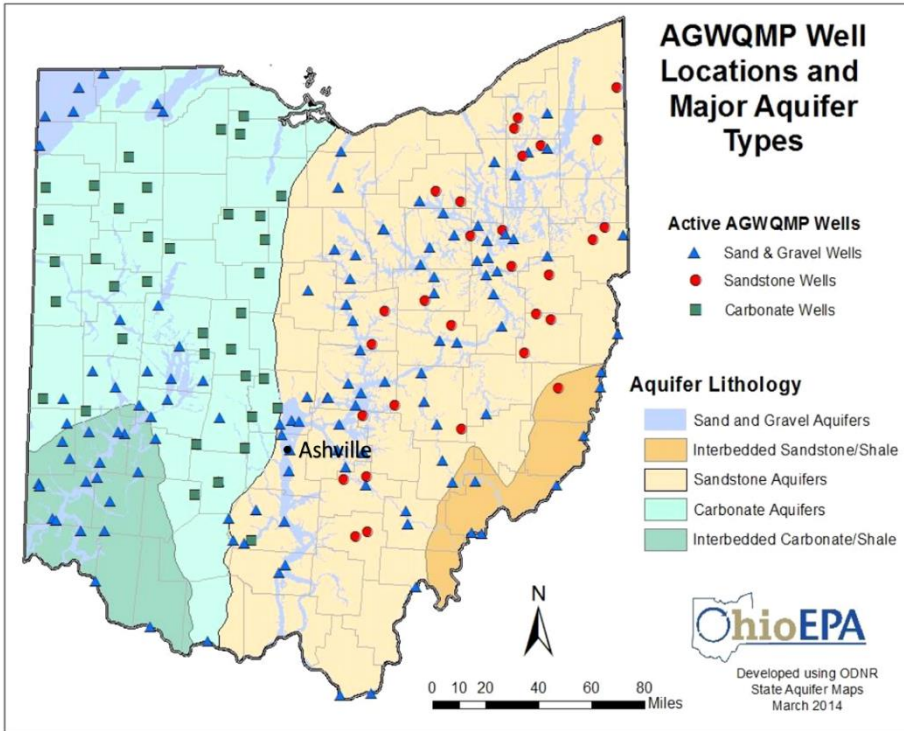 AGWQMP Well
Locations and
Major Aquifer
Types
Active AGWQMP Wells
Sand & Gravel Wells
Sandstone Wells
Carbonate Wells
Aquifer Lithology
Sand and Gravel Aquifers
Interbedded Sandstone/Shale
Sandstone Aquifers
Carbonate Aquifers
Interbedded Carbonate/Shale
Ashville
N
0 10 20 40 60 80
Miles
OhioEPA
Developed using ODNR
State Aquifer Maps
March 2014